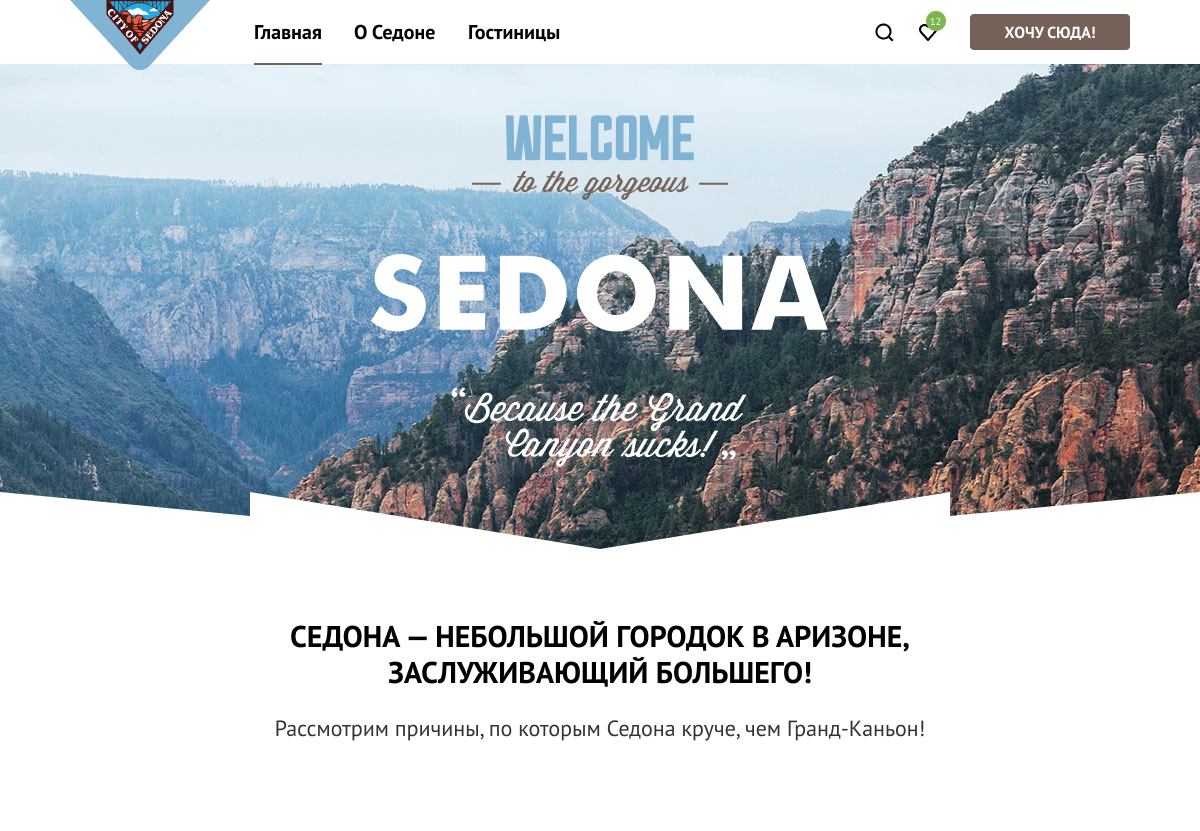 CITY OF SEDONA
Главная
О Седоне
Гостиницы
12
ХОЧУ СЮДА!
WELCOME
— to the gorgeous —
SEDONA
“Because the Grand
Canyon sucks!„
СЕДОНА — НЕБОЛЬШОЙ ГОРОДОК В АРИЗОНЕ,
ЗАСЛУЖИВАЮЩИЙ БОЛЬШЕГО!
Рассмотрим причины, по которым Седона круче, чем Гранд-Каньон!